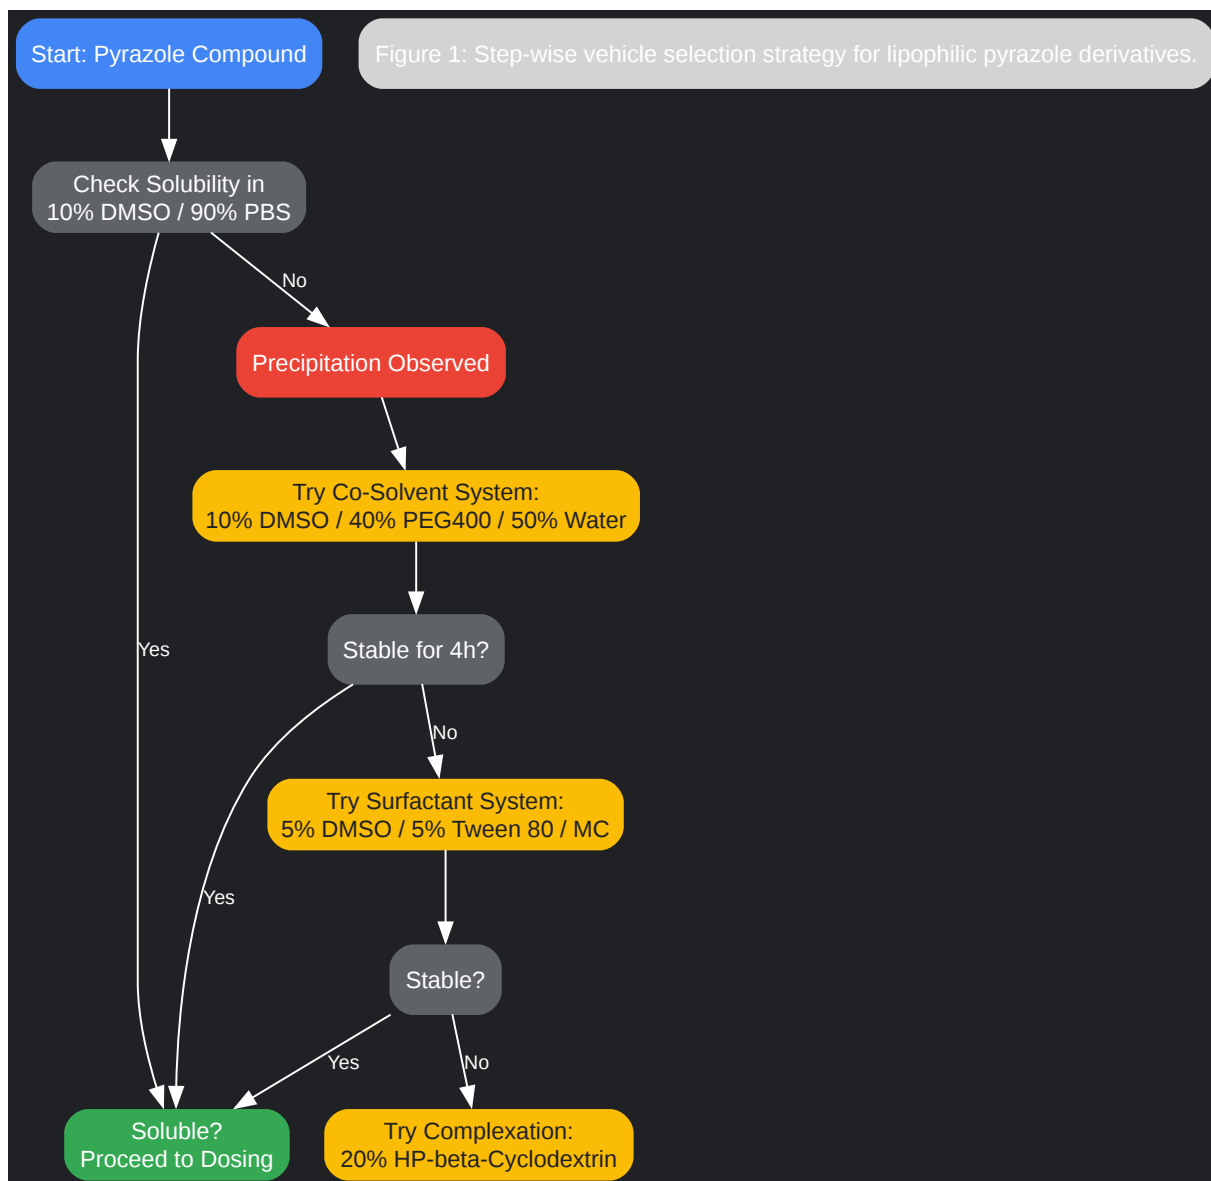 Start: Pyrazole Compound
Figure 1: Step-wise vehicle selection strategy for lipophilic pyrazole derivatives.
Check Solubility in
10% DMSO / 90% PBS
No
Precipitation Observed
Try Co-Solvent System:
10% DMSO / 40% PEG400 / 50% Water
Stable for 4h?
Yes
No
Try Surfactant System:
5% DMSO / 5% Tween 80 / MC
Yes
Stable?
Yes
No
Soluble?
Proceed to Dosing
Try Complexation:
20% HP-beta-Cyclodextrin